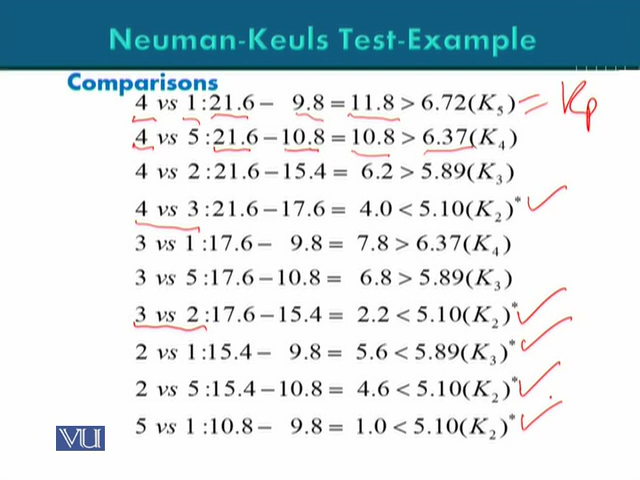 Neuman-Keuls Test-Example
Comparisons
4 vs 1 : 21.6 − 9.8 = 11.8 > 6.72(K₅) = Kp
4 vs 5 : 21.6 − 10.8 = 10.8 > 6.37(K₄)
4 vs 2 : 21.6 − 15.4 = 6.2 > 5.89(K₃)
4 vs 3 : 21.6 − 17.6 = 4.0 < 5.10(K₂)*
3 vs 1 : 17.6 − 9.8 = 7.8 > 6.37(K₄)
3 vs 5 : 17.6 − 10.8 = 6.8 > 5.89(K₃)
3 vs 2 : 17.6 − 15.4 = 2.2 < 5.10(K₂)*
2 vs 1 : 15.4 − 9.8 = 5.6 < 5.89(K₃)*
2 vs 5 : 15.4 − 10.8 = 4.6 < 5.10(K₂)*
5 vs 1 : 10.8 − 9.8 = 1.0 < 5.10(K₂)*
VU